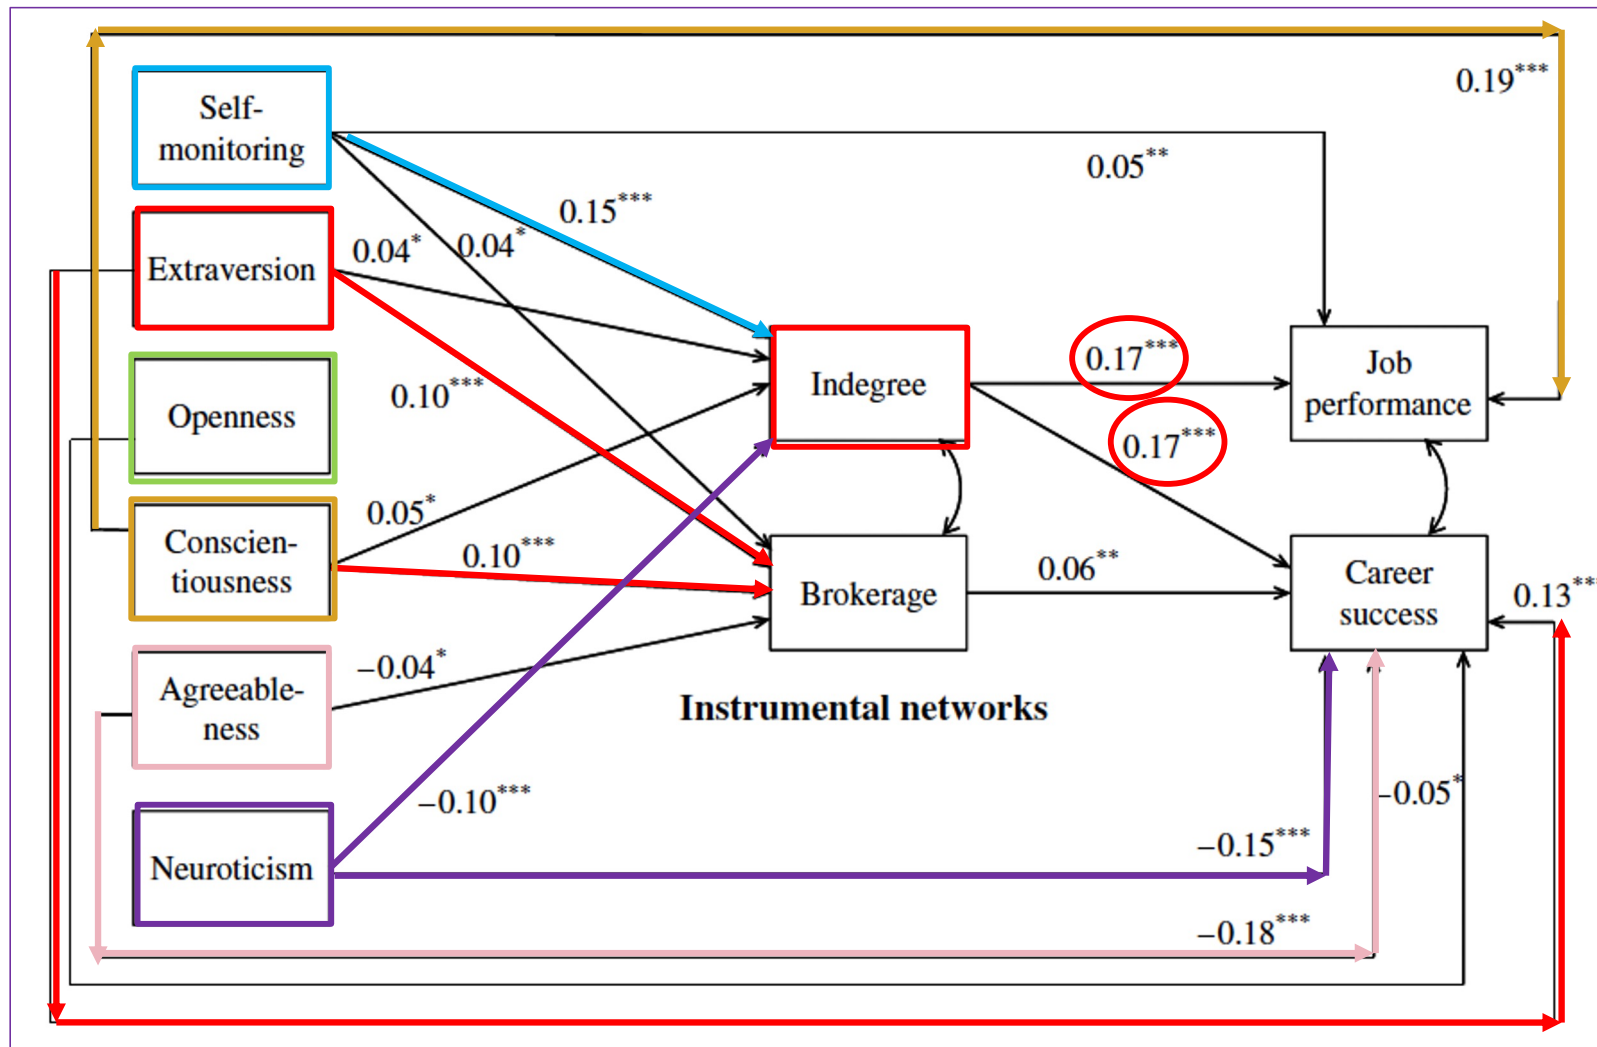 0.19***
Self-
monitoring
0.05**
0.15***
0.04*
0.04*
Extraversion
0.17***
Job
performance
Indegree
0.10***
Openness
0.17***
0.05*
Conscien-
tiousness
0.10***
0.06**
Brokerage
Career
success
0.13***
-0.04*
Agreeable-
ness
Instrumental networks
-0.10***
-0.05*
Neuroticism
-0.15***
-0.18***